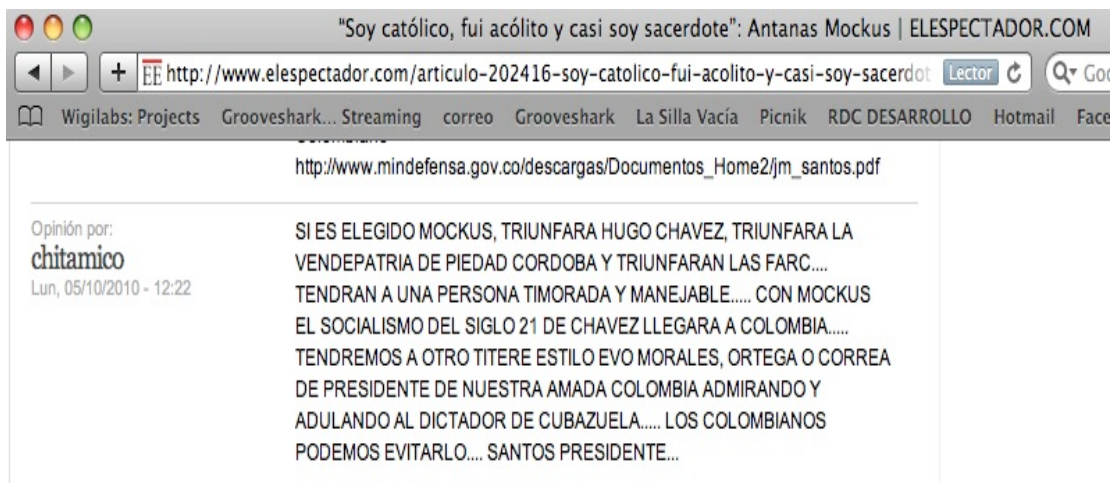 "Soy católico, fui acólito y casi soy sacerdote": Antanas Mockus | ELESPECTADOR.COM
EE http://www.elespectador.com/articulo-202416-soy-catolico-fui-acolito-y-casi-soy-sacerdot Lector
Wigilabs: Projects Grooveshark... Streaming correo Grooveshark La Silla Vacía Picnik RDC DESARROLLO Hotmail Face
http://www.mindefensa.gov.co/descargas/Documentos_Home2/jm_santos.pdf
Opinión por:
chitamico
Lun, 05/10/2010 - 12:22
SI ES ELEGIDO MOCKUS, TRIUNFARA HUGO CHAVEZ, TRIUNFARA LA
VENDEPATRIA DE PIEDAD CORDOBA Y TRIUNFARAN LAS FARC....
TENDRAN A UNA PERSONA TIMORADA Y MANEJABLE..... CON MOCKUS
EL SOCIALISMO DEL SIGLO 21 DE CHAVEZ LLEGARA A COLOMBIA.....
TENDREMOS A OTRO TITERE ESTILO EVO MORALES, ORTEGA O CORREA
DE PRESIDENTE DE NUESTRA AMADA COLOMBIA ADMIRANDO Y
ADULANDO AL DICTADOR DE CUBAZUELA..... LOS COLOMBIANOS
PODEMOS EVITARLO.... SANTOS PRESIDENTE...